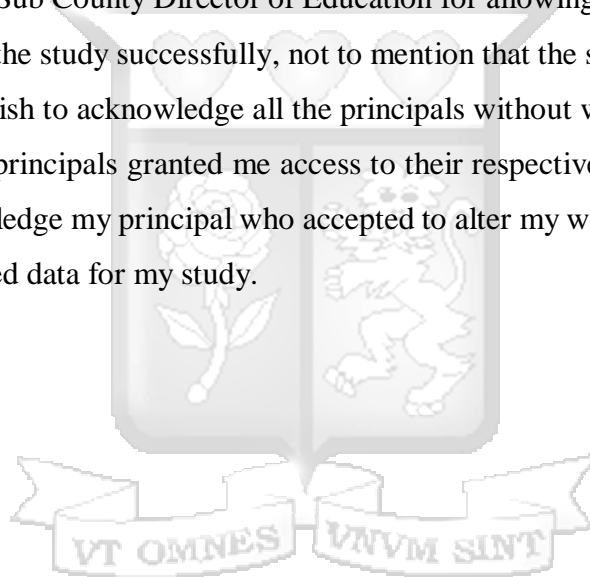 Sub County Director of Education for allowing
the study successfully, not to mention that the s
ish to acknowledge all the principals without w
principals granted me access to their respective
ledge my principal who accepted to alter my w
ed data for my study.
VT OMNES VNVM SINT